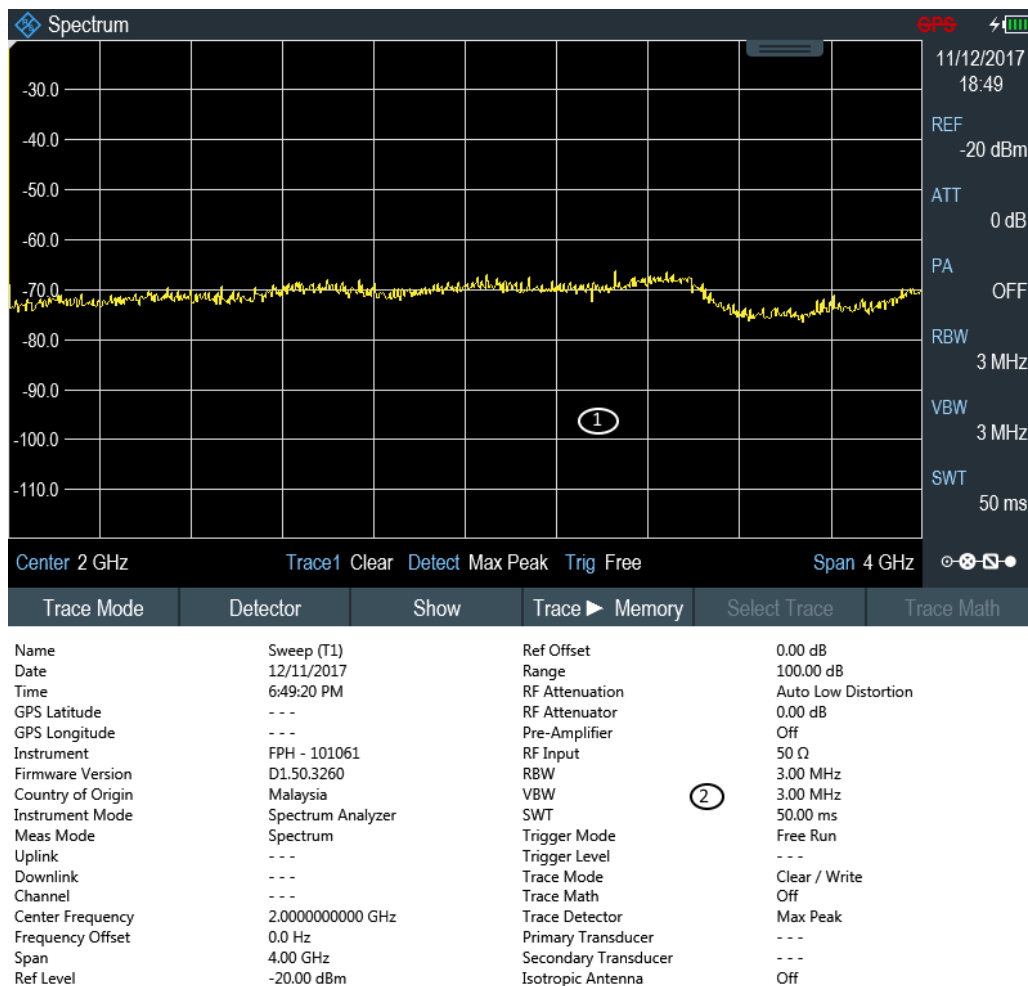 Spectrum
GPS
11/12/2017
18:49
-30.0
-40.0
-50.0
-60.0
-70.0
-80.0
-90.0
-100.0
-110.0
REF
-20 dBm
ATT
0 dB
PA
OFF
RBW
3 MHz
VBW
3 MHz
SWT
50 ms
1
Center 2 GHz Trace1 Clear Detect Max Peak Trig Free Span 4 GHz
Trace Mode Detector Show Trace ▶ Memory Select Trace Trace Math
Name Sweep (T1) Ref Offset 0.00 dB
Date 12/11/2017 Range 100.00 dB
Time 6:49:20 PM RF Attenuation Auto Low Distortion
GPS Latitude - - - RF Attenuator 0.00 dB
GPS Longitude - - - Pre-Amplifier Off
Instrument FPH - 101061 RF Input 50 Ω
Firmware Version D1.50.3260 RBW 3.00 MHz
Country of Origin Malaysia VBW 2 3.00 MHz
Instrument Mode Spectrum Analyzer SWT 50.00 ms
Meas Mode Spectrum Trigger Mode Free Run
Uplink - - - Trigger Level - - -
Downlink - - - Trace Mode Clear / Write
Channel - - - Trace Math Off
Center Frequency 2.0000000000 GHz Trace Detector Max Peak
Frequency Offset 0.0 Hz Primary Transducer - - -
Span 4.00 GHz Secondary Transducer - - -
Ref Level -20.00 dBm Isotropic Antenna Off